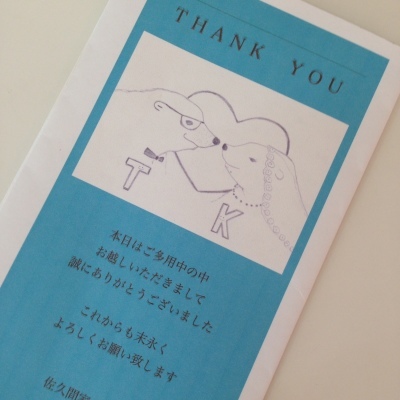 THANK YOU
T
K
本日はご多用中の中
お越しいただきまして
誠にありがとうございました
これからも末永く
よろしくお願い致します
佐久間家